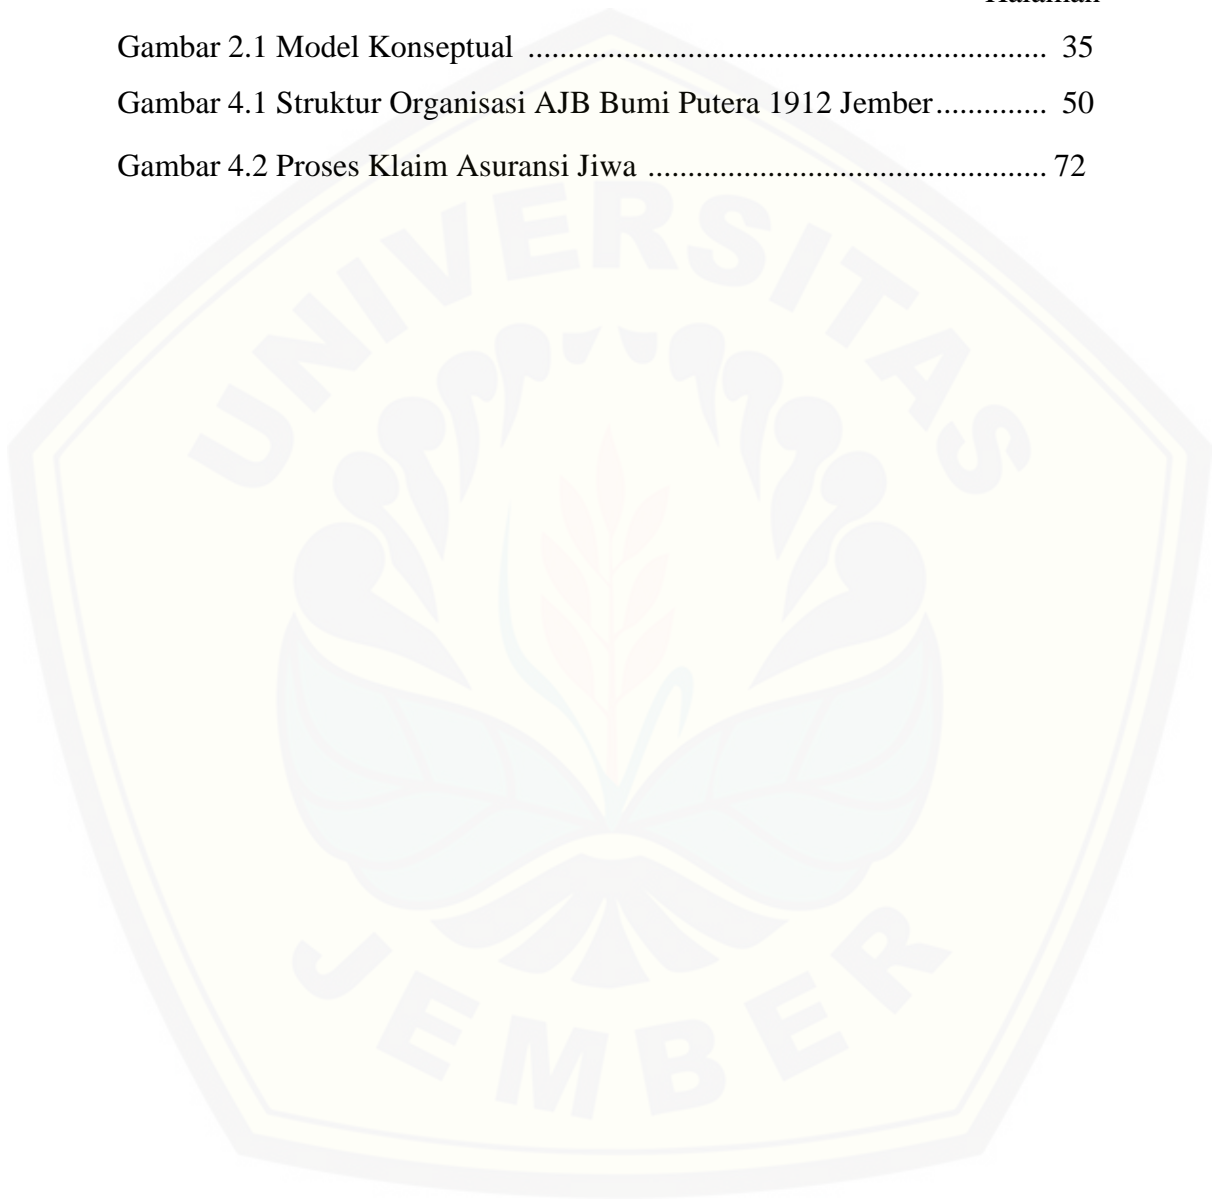 Halaman
Gambar 2.1 Model Konseptual ................................................................. 35
Gambar 4.1 Struktur Organisasi AJB Bumi Putera 1912 Jember.............. 50
Gambar 4.2 Proses Klaim Asuransi Jiwa .................................................. 72
UNIVERSITAS
JEMBER